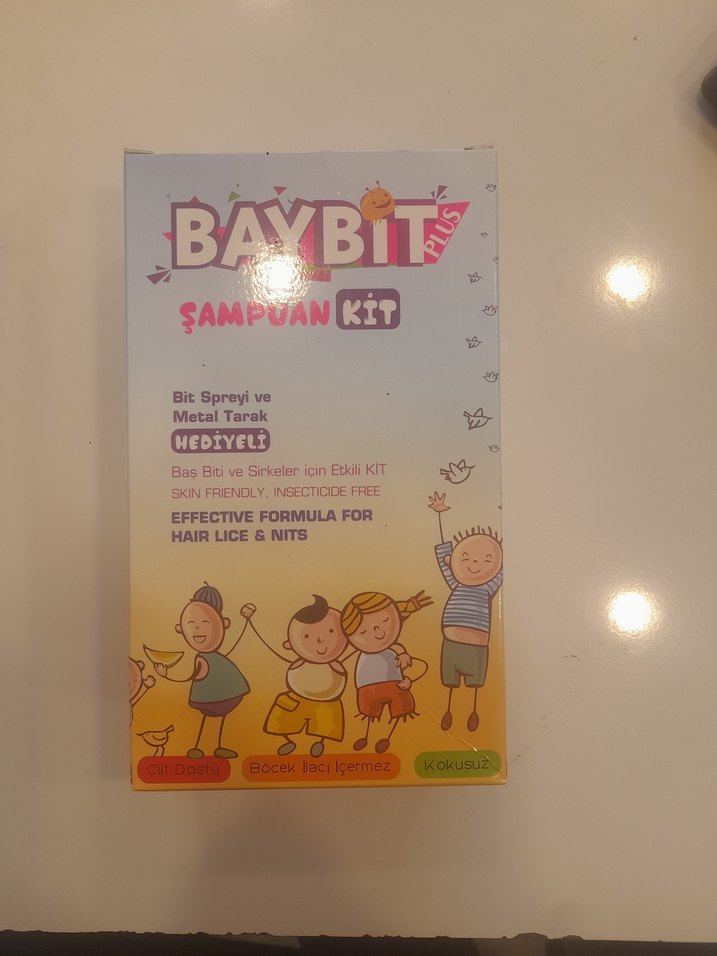 BAYBİT
PLUS
ŞAMPUAN KİT
Bit Spreyi ve
Metal Tarak
HEDİYELİ
Baş Biti ve Sirkeler için Etkili KİT
SKIN FRIENDLY, INSECTICIDE FREE
EFFECTIVE FORMULA FOR
HAIR LICE & NITS
Cilt Dostu Böcek İlacı İçermez Kokusuz